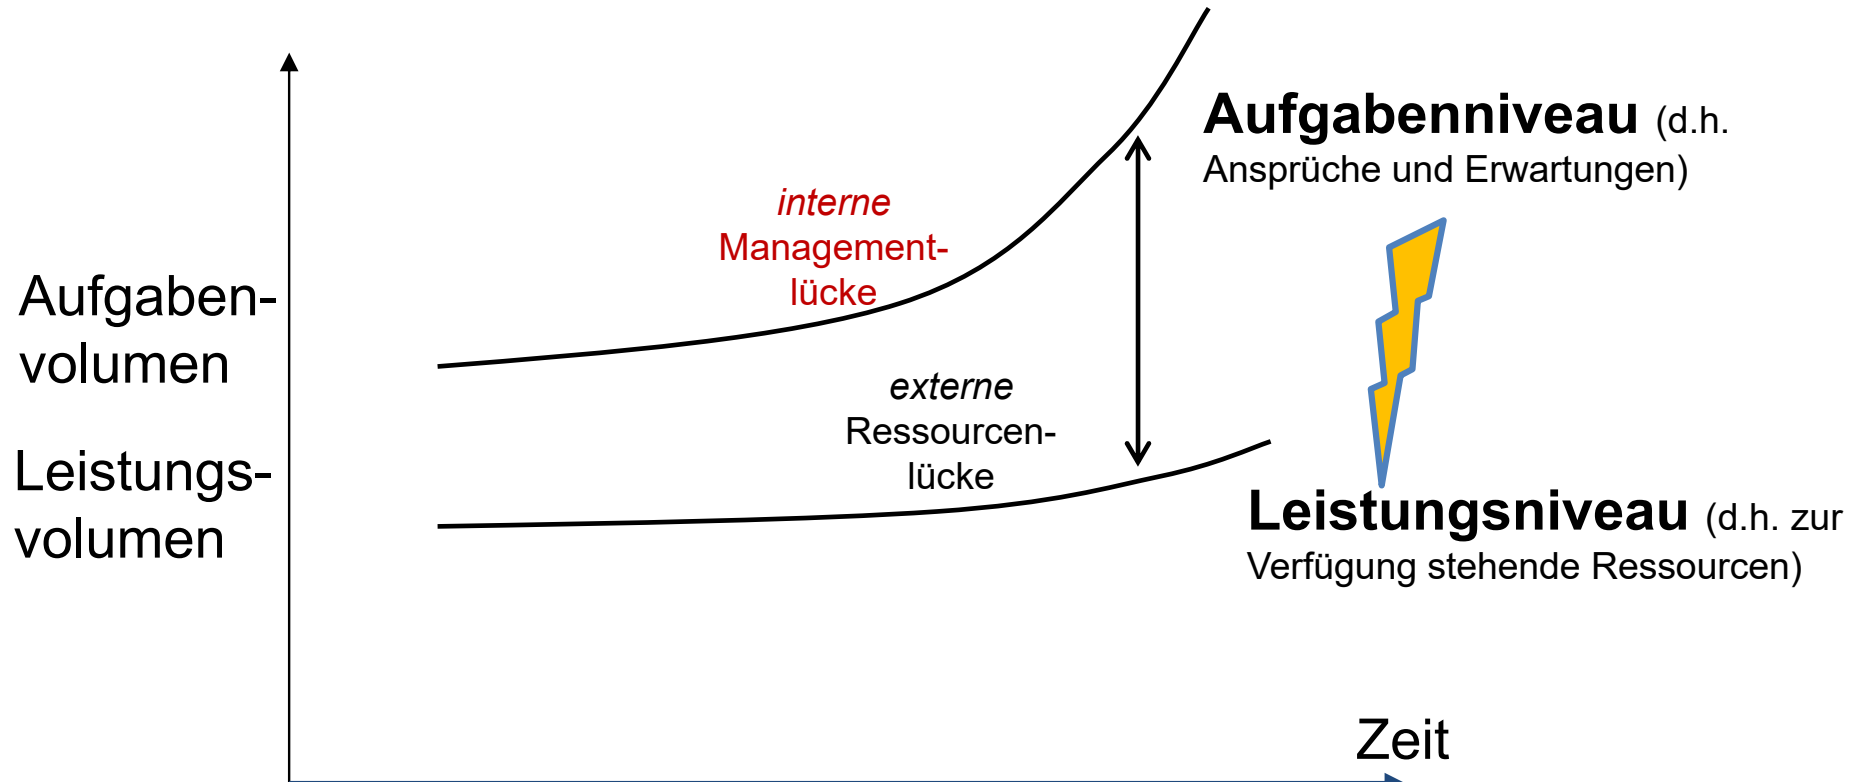 Aufgabenniveau (d.h.
Ansprüche und Erwartungen)
interne
Management-
lücke
Aufgaben-
volumen
externe
Ressourcen-
lücke
Leistungs-
volumen
Leistungsniveau (d.h. zur
Verfügung stehende Ressourcen)
Zeit